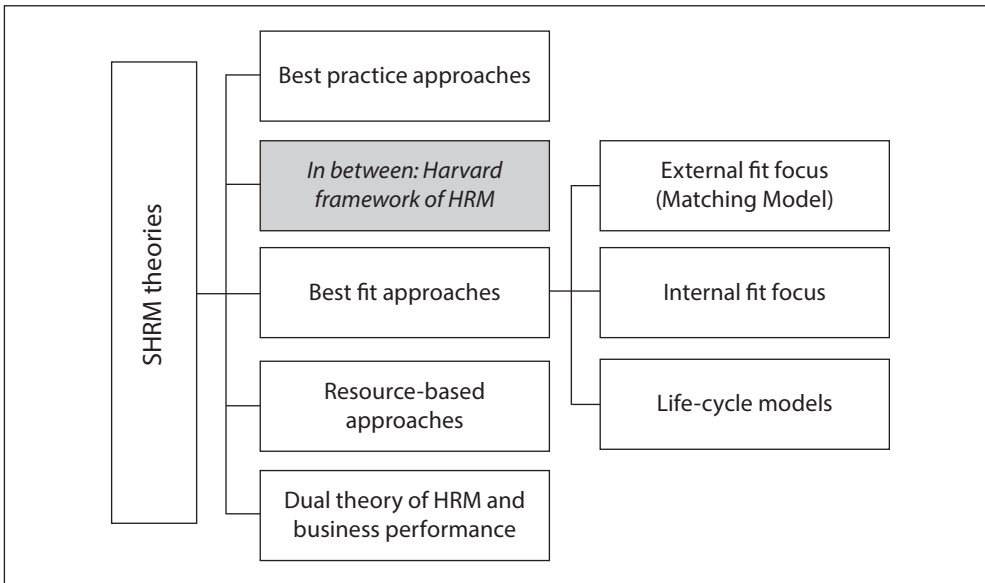 SHRM theories
Best practice approaches
In between: Harvard
framework of HRM
Best fit approaches
Resource-based
approaches
Dual theory of HRM and
business performance
External fit focus
(Matching Model)
Internal fit focus
Life-cycle models